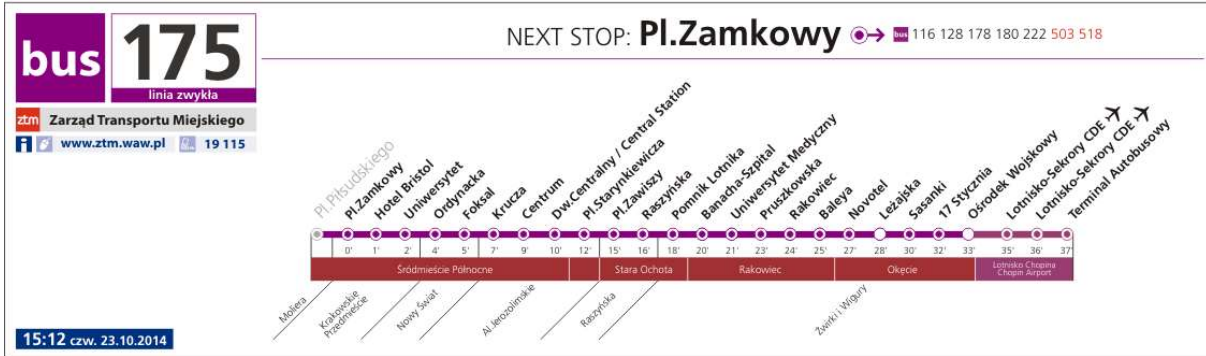 bus 175
linia zwykła
ztm Zarząd Transportu Miejskiego
i www.ztm.waw.pl 19 115
NEXT STOP: Pl.Zamkowy bus 116 128 178 180 222 503 518
Pl.Piłsudskiego
Pl.Zamkowy
Hotel Bristol
Uniwersytet
Ordynacka
Foksal
Krucza
Centrum
Dw.Centralny / Central Station
Pl.Starynkiewicza
Pl.Zawiszy
Raszyńska
Pomnik Lotnika
Banacha-Szpital
Uniwersytet Medyczny
Pruszkowska
Rakowiec
Baleya
Novotel
Leżajska
Sasanki
17 Stycznia
Ośrodek Wojskowy
Lotnisko-Sekrory CDE
Lotnisko-Sekrory CDE
Terminal Autobusowy
0' 1' 2' 4' 5' 7' 9' 10' 12' 15' 16' 18' 20' 21' 23' 24' 25' 27' 28' 30' 32' 33' 35' 36' 37'
Śródmieście Północne
Stara Ochota
Rakowiec
Okęcie
Lotnisko Chopina
Chopin Airport
Moliera
Krakowskie
Przedmieście
Nowy Świat
Al.Jerozolimskie
Raszyńska
Żwirki i Wigury
15:12 czw. 23.10.2014